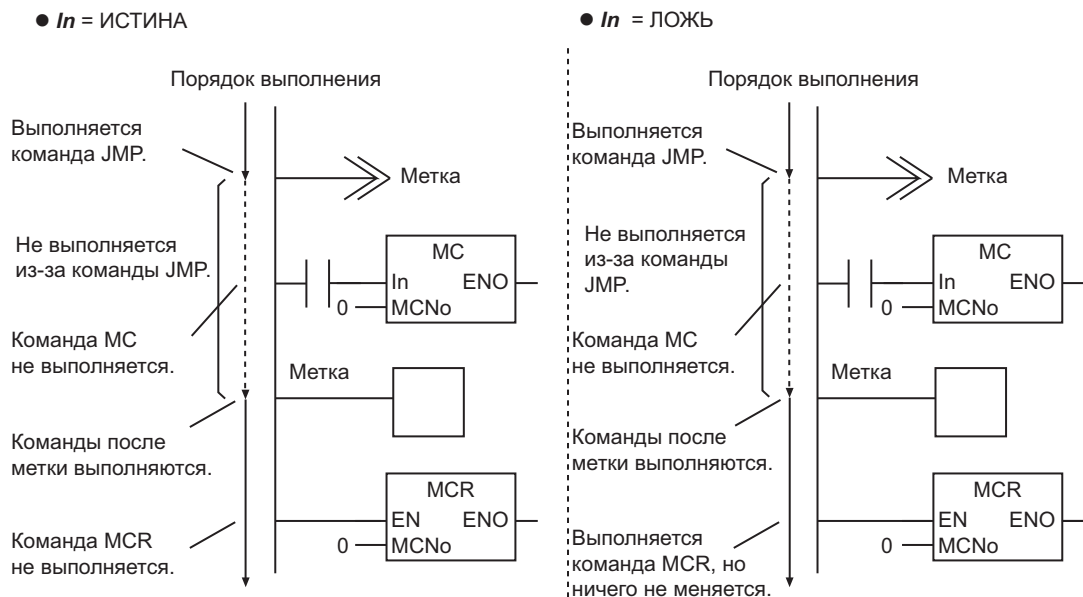 ● In = ИСТИНА
Порядок выполнения
Выполняется
команда JMP.
Метка
Не выполняется
из-за команды JMP.
MC
In ENO
0 MCNo
Команда MC
не выполняется.
Метка
Команды после
метки выполняются.
MCR
EN ENO
0 MCNo
Команда MCR
не выполняется.
● In = ЛОЖЬ
Порядок выполнения
Выполняется
команда JMP.
Метка
Не выполняется
из-за команды
JMP.
MC
In ENO
0 MCNo
Команда MC
не выполняется.
Метка
Команды после
метки выполняются.
MCR
EN ENO
0 MCNo
Выполняется
команда MCR, но
ничего не меняется.